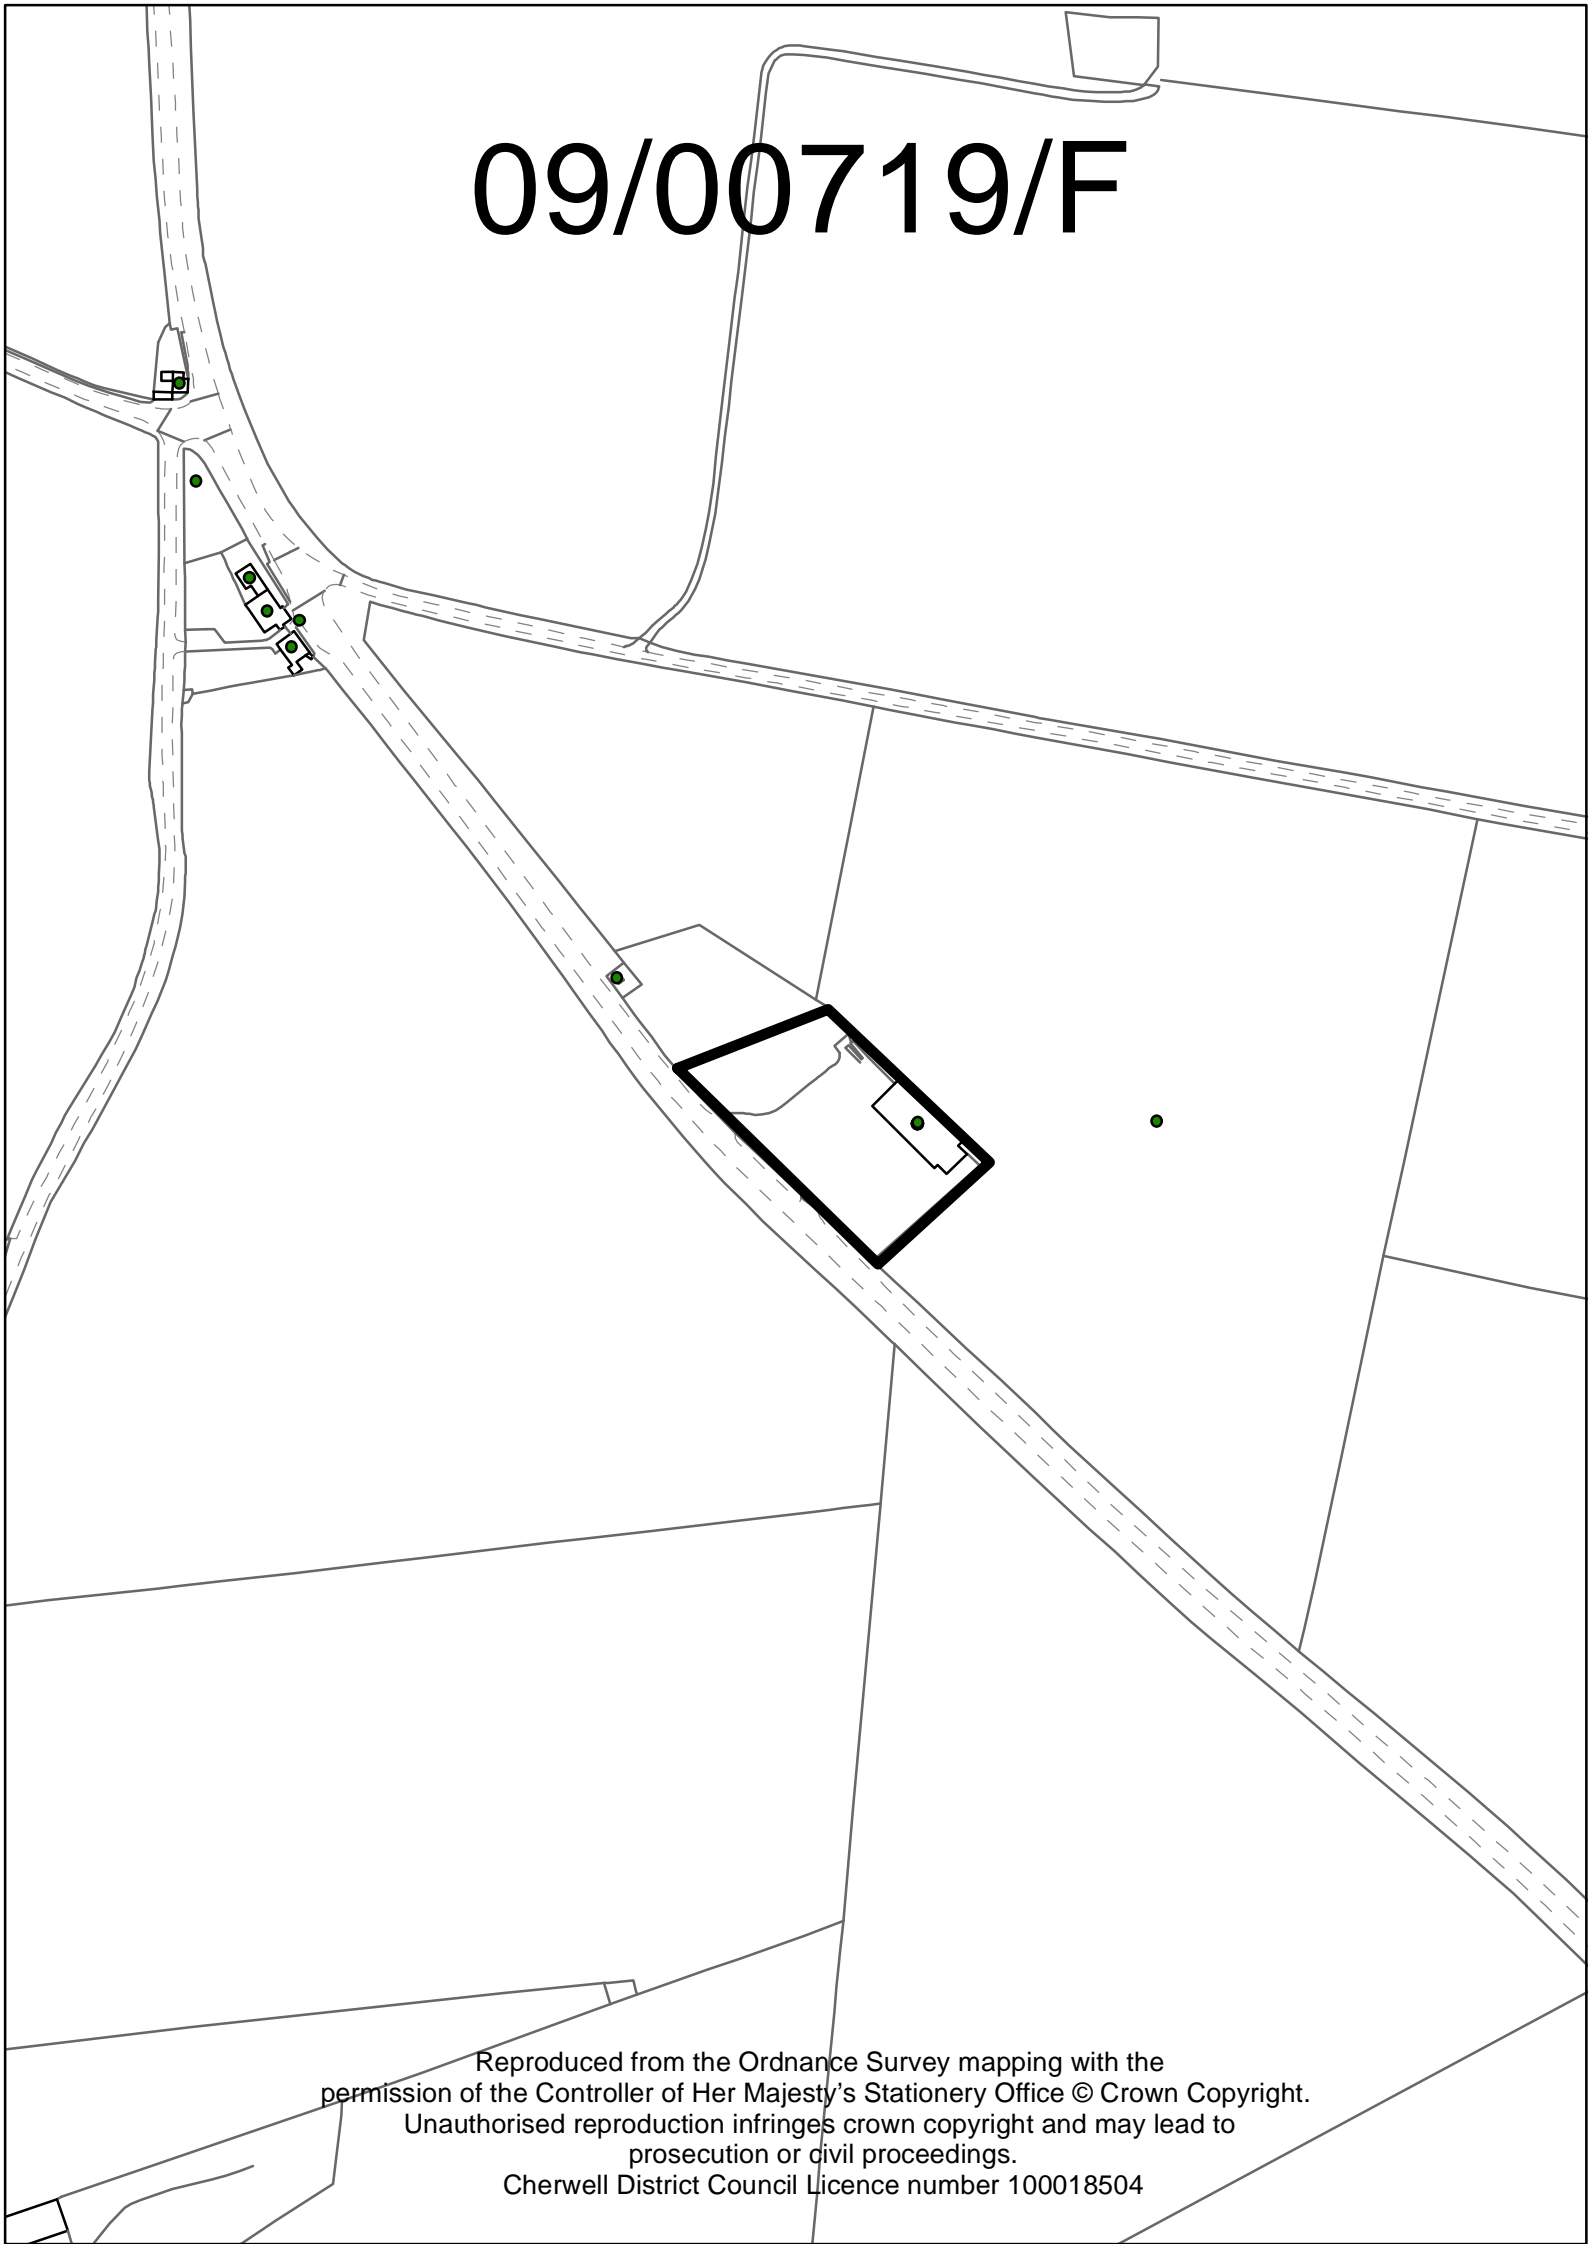 09/00719/F
Reproduced from the Ordnance Survey mapping with the
permission of the Controller of Her Majesty's Stationery Office © Crown Copyright.
Unauthorised reproduction infringes crown copyright and may lead to
prosecution or civil proceedings.
Cherwell District Council Licence number 100018504